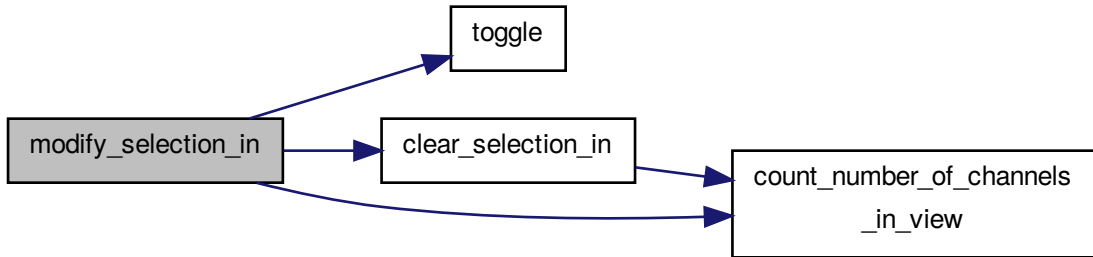 toggle
modify_selection_in
clear_selection_in
count_number_of_channels
_in_view